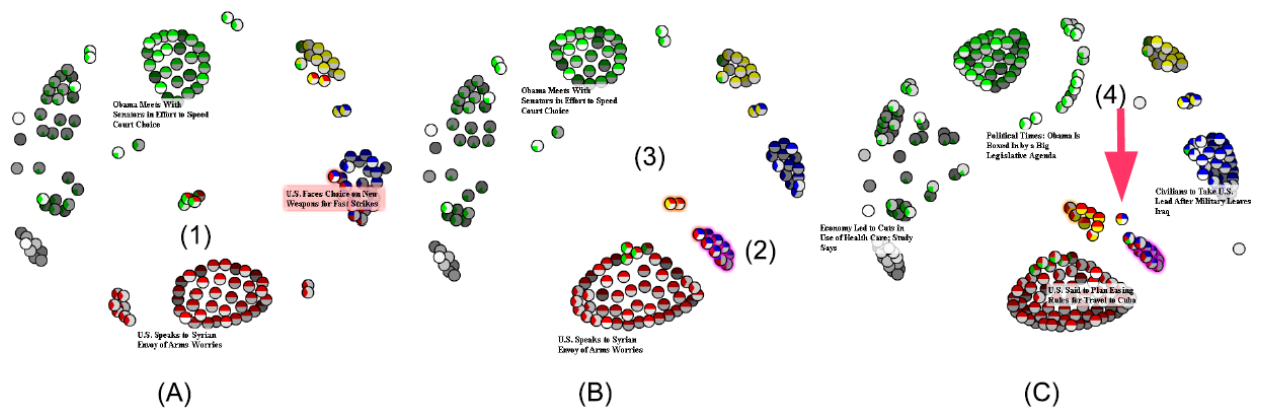 Obama Meets With
Senators in Effort to Speed
Court Choice
U.S. Faces Choice on New
Weapons for Fast Strikes
(1)
U.S. Speaks to Syrian
Envoy of Arms Worries
(A)
Obama Meets With
Senators in Effort to Speed
Court Choice
(3)
(2)
U.S. Speaks to Syrian
Envoy of Arms Worries
(B)
(4)
Political Times: Obama Is
Boxed In by a Big
Legislative Agenda
Civilians to Take U.S.
Lead After Military Leaves
Iraq
Economy Led to Cuts in
Use of Health Care; Study
Says
U.S. Said to Plan Easing
Rules for Travel to Cuba
(C)